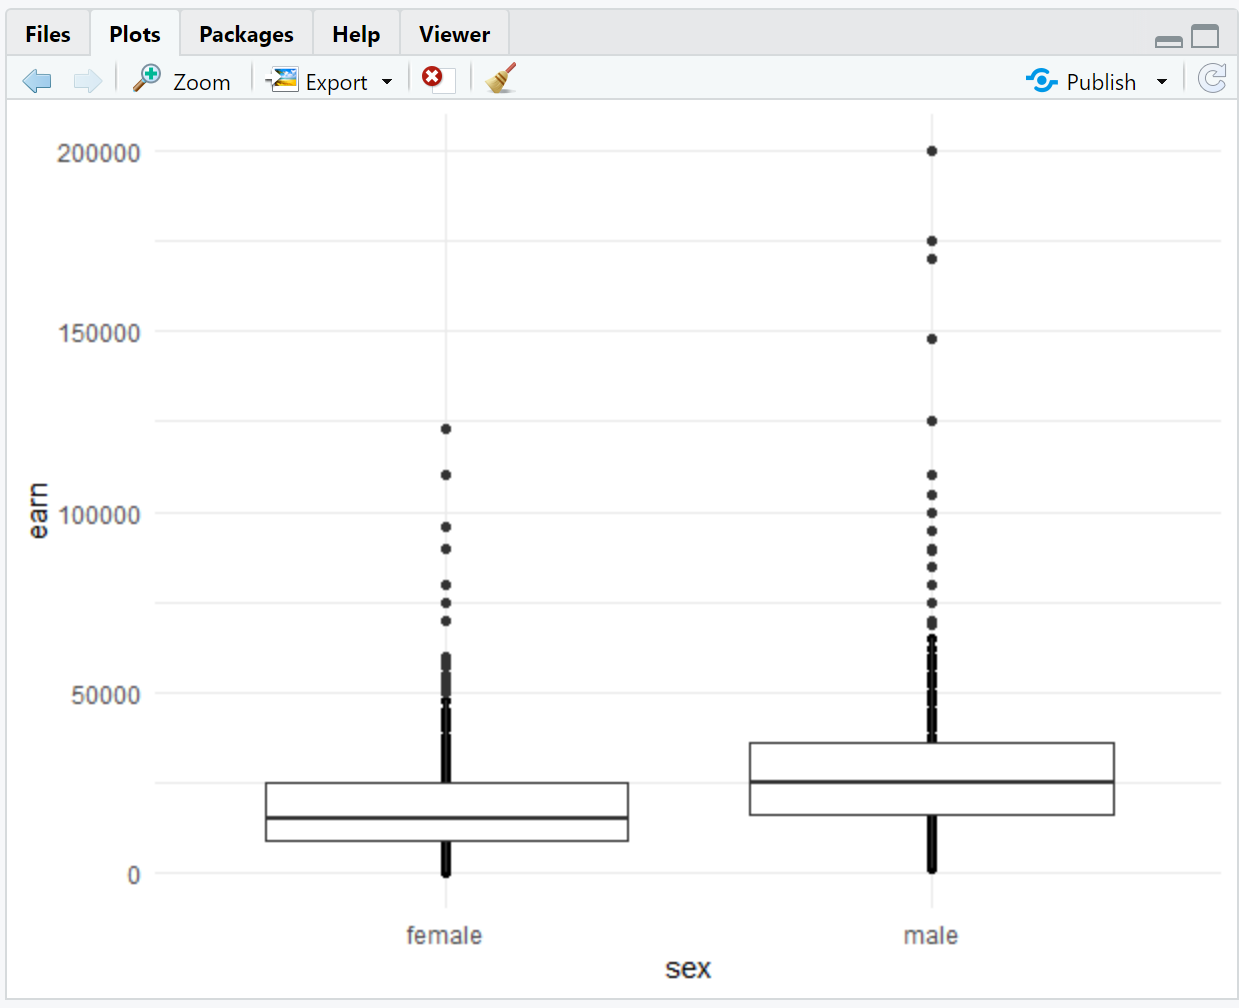 Files Plots Packages Help Viewer
Zoom Export Publish
200000
150000
100000
50000
0
earn
female male
sex